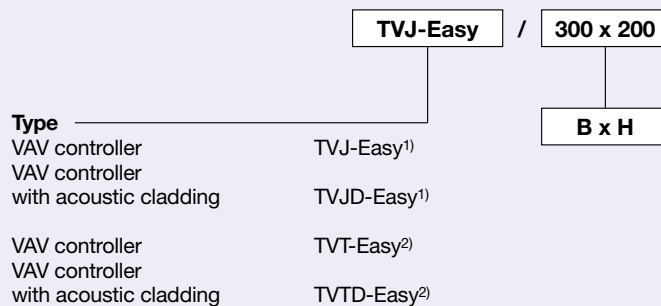 TVJ-Easy / 300 x 200
Type
B x H
VAV controller TVJ-Easy1)
VAV controller
with acoustic cladding TVJD-Easy1)
VAV controller TVT-Easy2)
VAV controller
with acoustic cladding TVTD-Easy2)